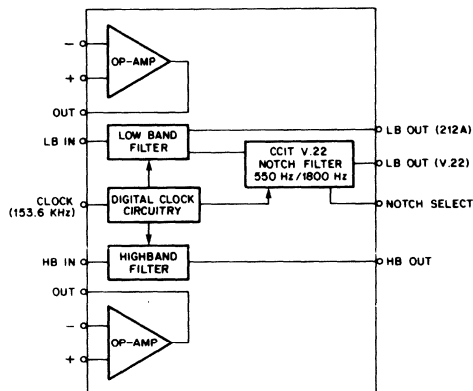 −
OP-AMP
+
OUT
LB IN
LOW BAND
FILTER
LB OUT (212A)
CCIT V.22
NOTCH FILTER
550 Hz/1800 Hz
LB OUT (V.22)
CLOCK
(153.6 KHz)
DIGITAL CLOCK
CIRCUITRY
NOTCH SELECT
HB IN
HIGHBAND
FILTER
HB OUT
OUT
−
OP-AMP
+